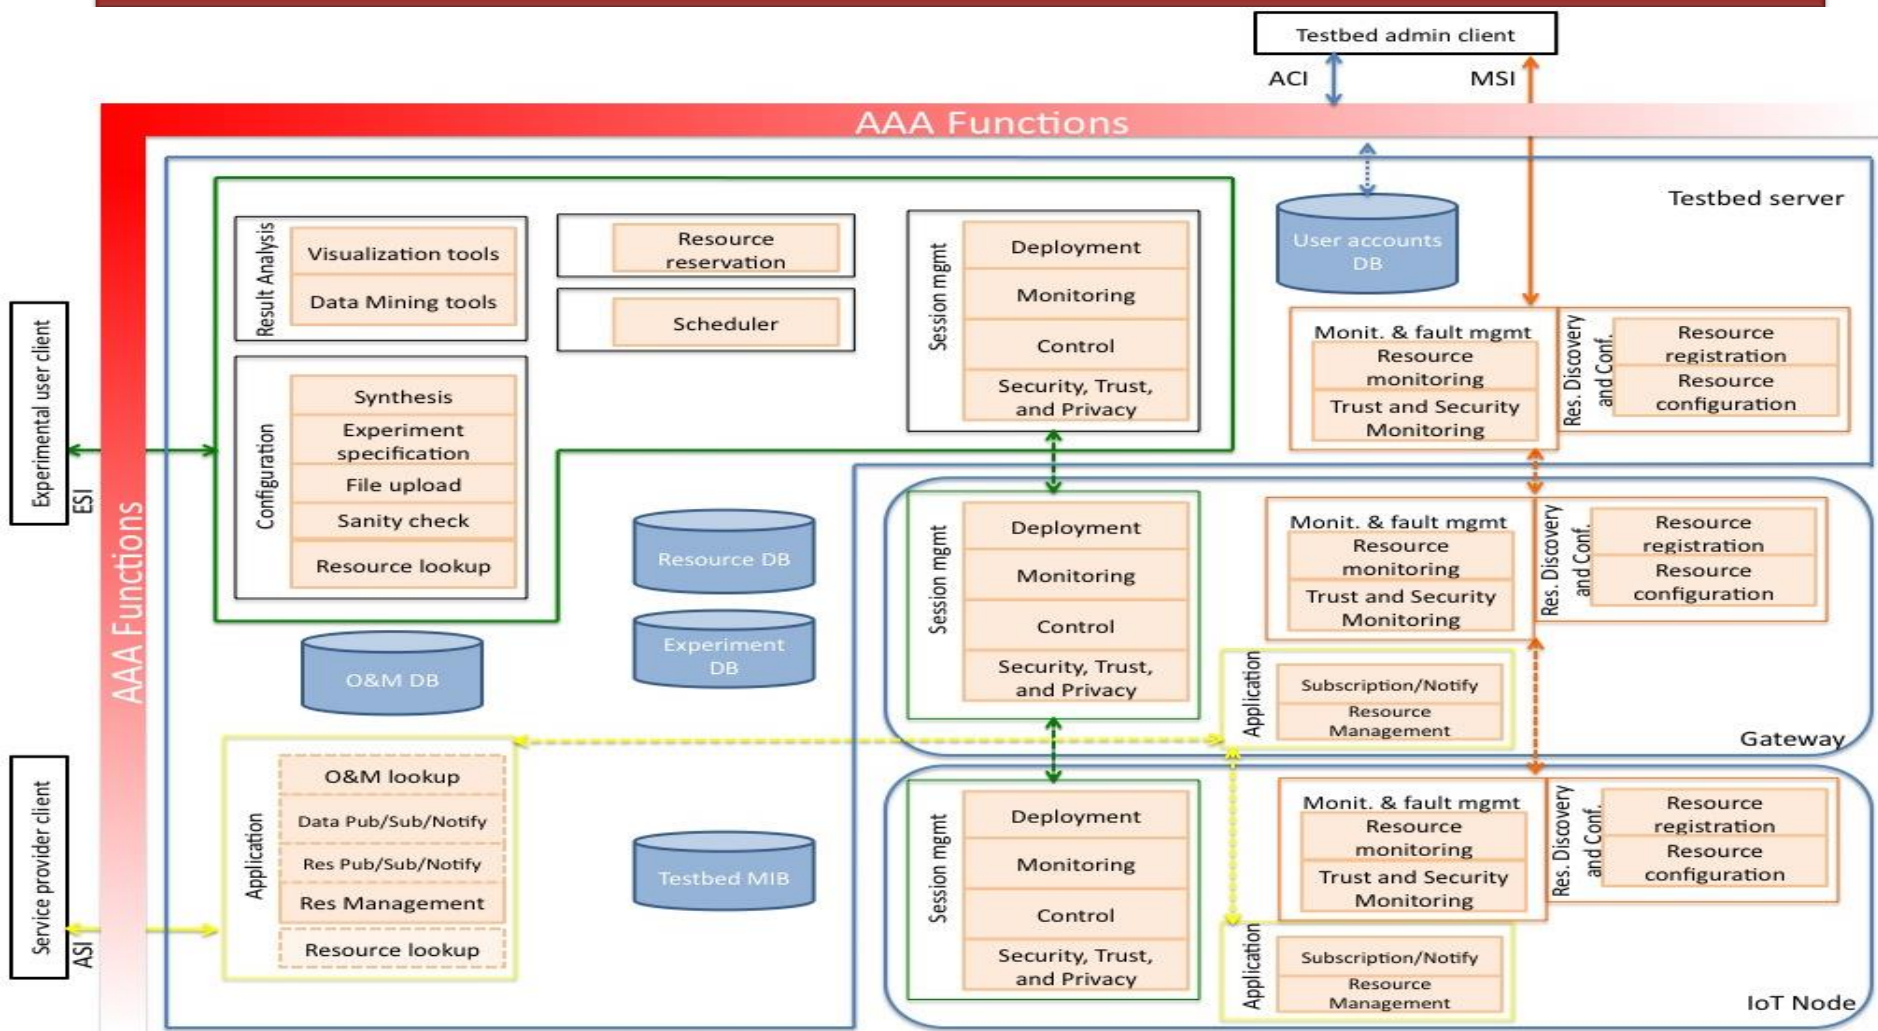 Testbed admin client
ACI
MSI
AAA Functions
Testbed server
User accounts
DB
Result Analysis
Visualization tools
Data Mining tools
Resource
reservation
Scheduler
Session mgmt
Deployment
Monitoring
Control
Security, Trust,
and Privacy
Monit. & fault mgmt
Resource
monitoring
Trust and Security
Monitoring
Res. Discovery
and Conf.
Resource
registration
Resource
configuration
Experimental user client
ESI
AAA Functions
Configuration
Synthesis
Experiment
specification
File upload
Sanity check
Resource lookup
Resource DB
Experiment
DB
O&M DB
Session mgmt
Deployment
Monitoring
Control
Security, Trust,
and Privacy
Monit. & fault mgmt
Resource
monitoring
Trust and Security
Monitoring
Res. Discovery
and Conf.
Resource
registration
Resource
configuration
Application
Subscription/Notify
Resource
Management
Gateway
Service provider client
ASI
Application
O&M lookup
Data Pub/Sub/Notify
Res Pub/Sub/Notify
Res Management
Resource lookup
Testbed MIB
Session mgmt
Deployment
Monitoring
Control
Security, Trust,
and Privacy
Monit. & fault mgmt
Resource
monitoring
Trust and Security
Monitoring
Res. Discovery
and Conf.
Resource
registration
Resource
configuration
Application
Subscription/Notify
Resource
Management
IoT Node